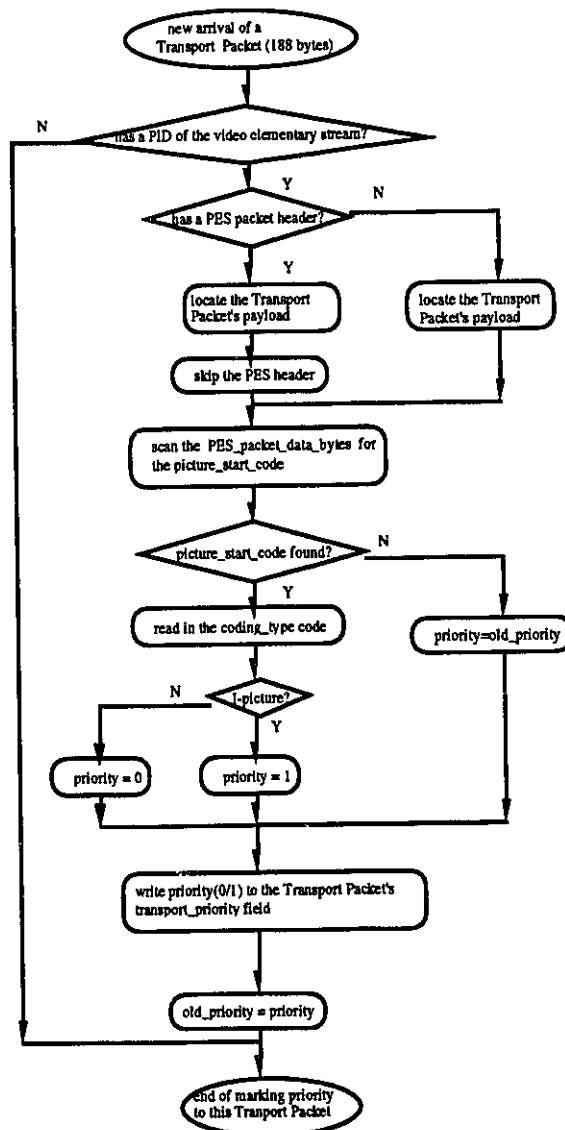 new arrival of a
Transport Packet (188 bytes)
N
has a PID of the video elementary stream?
Y
N
has a PES packet header?
Y
locate the Transport
Packet's payload
locate the Transport
Packet's payload
skip the PES header
scan the PES_packet_data_bytes for
the picture_start_code
N
picture_start_code found?
Y
read in the coding_type code
priority=old_priority
N
I-picture?
Y
priority = 0
priority = 1
write priority(0/1) to the Transport Packet's
transport_priority field
old_priority = priority
end of marking priority
to this Tranport Packet